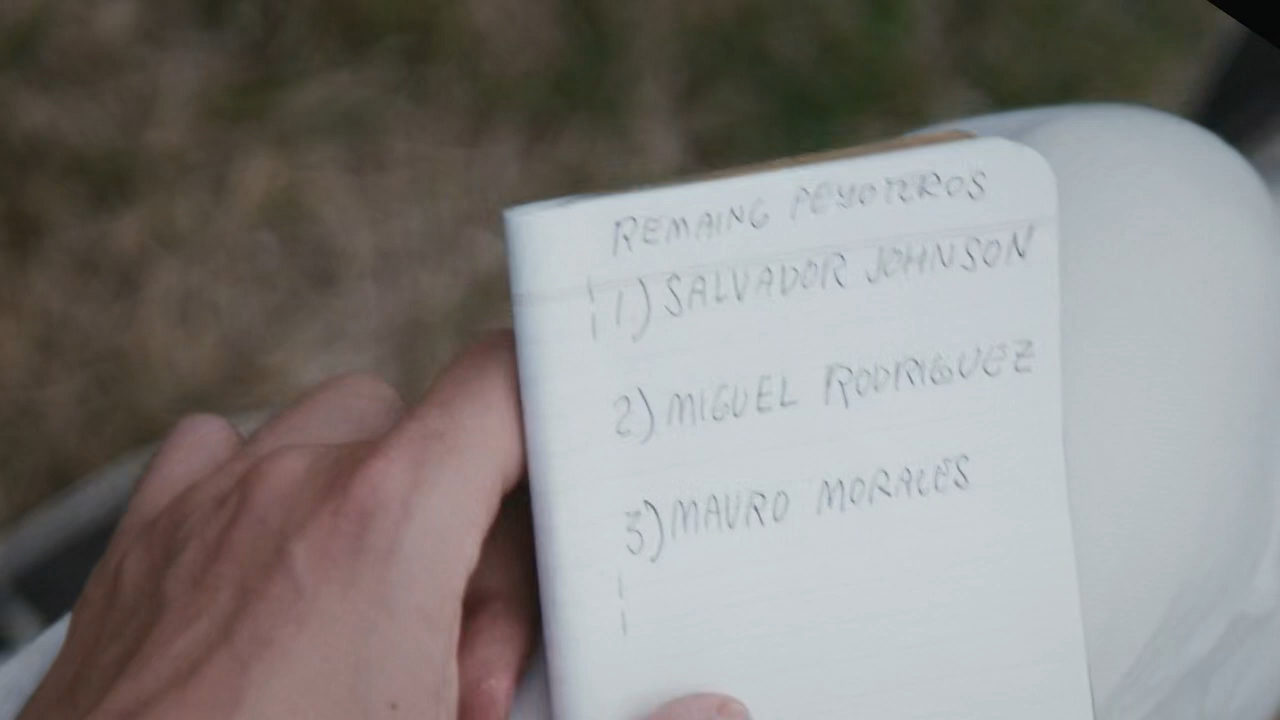 REMAING PEYOTEROS
1) SALVADOR JOHNSON
2) MIGUEL RODRIGUEZ
3) MAURO MORALES